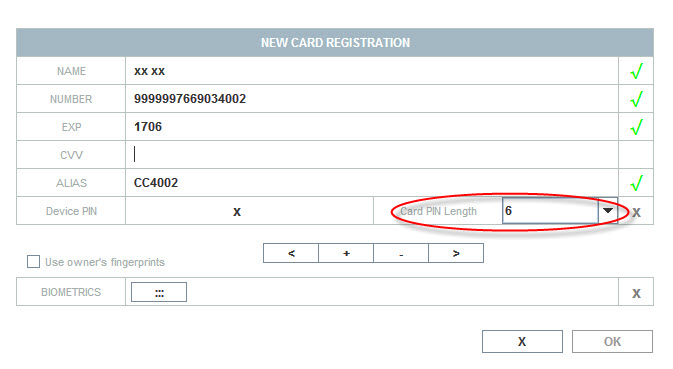 NEW CARD REGISTRATION
NAME xx xx √
NUMBER 9999997669034002 √
EXP 1706 √
CVV
ALIAS CC4002 √
Device PIN X Card PIN Length 6 X
Use owner's fingerprints < + - >
BIOMETRICS ::: X
X OK